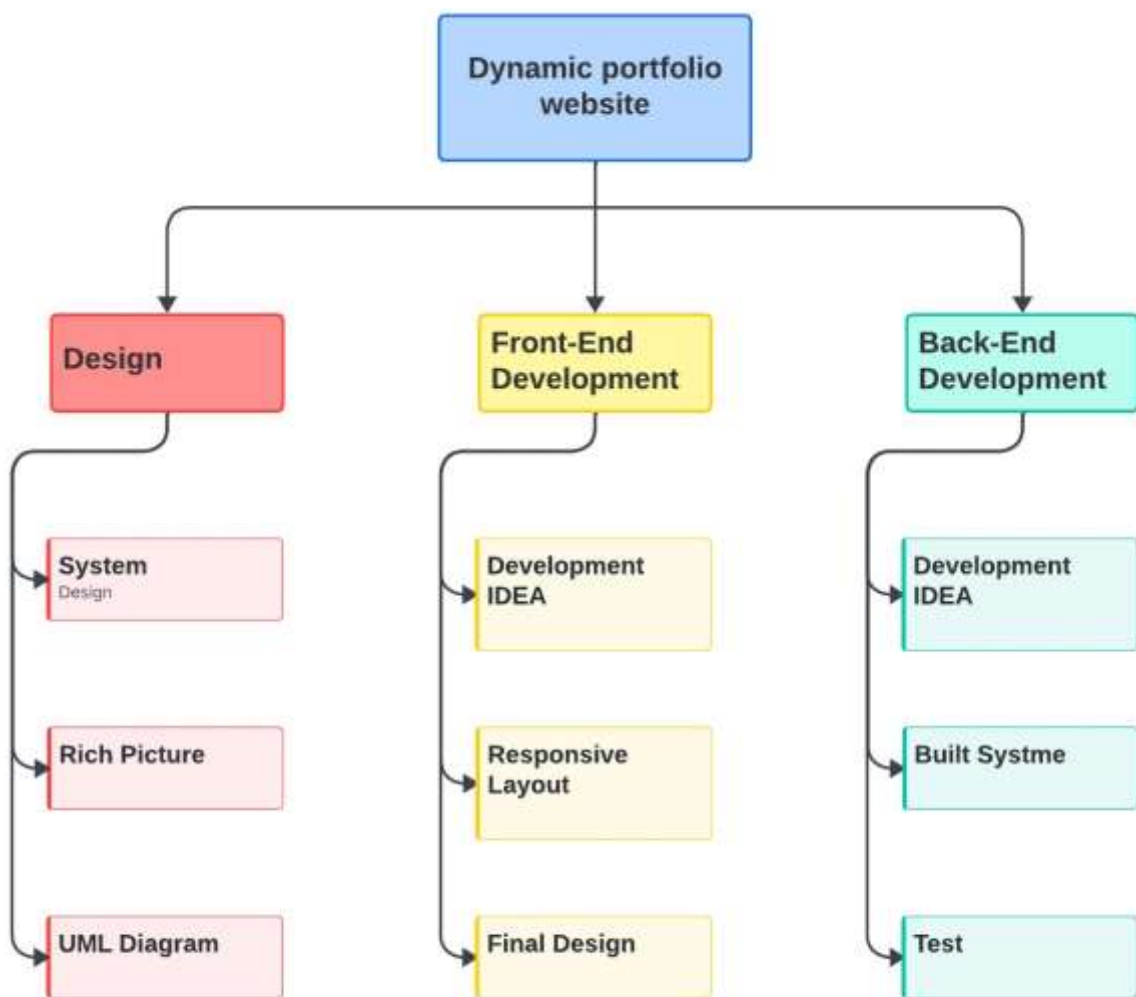 Dynamic portfolio
website
Design
Front-End
Development
Back-End
Development
System
Design
Development
IDEA
Development
IDEA
Rich Picture
Responsive
Layout
Built Systme
UML Diagram
Final Design
Test